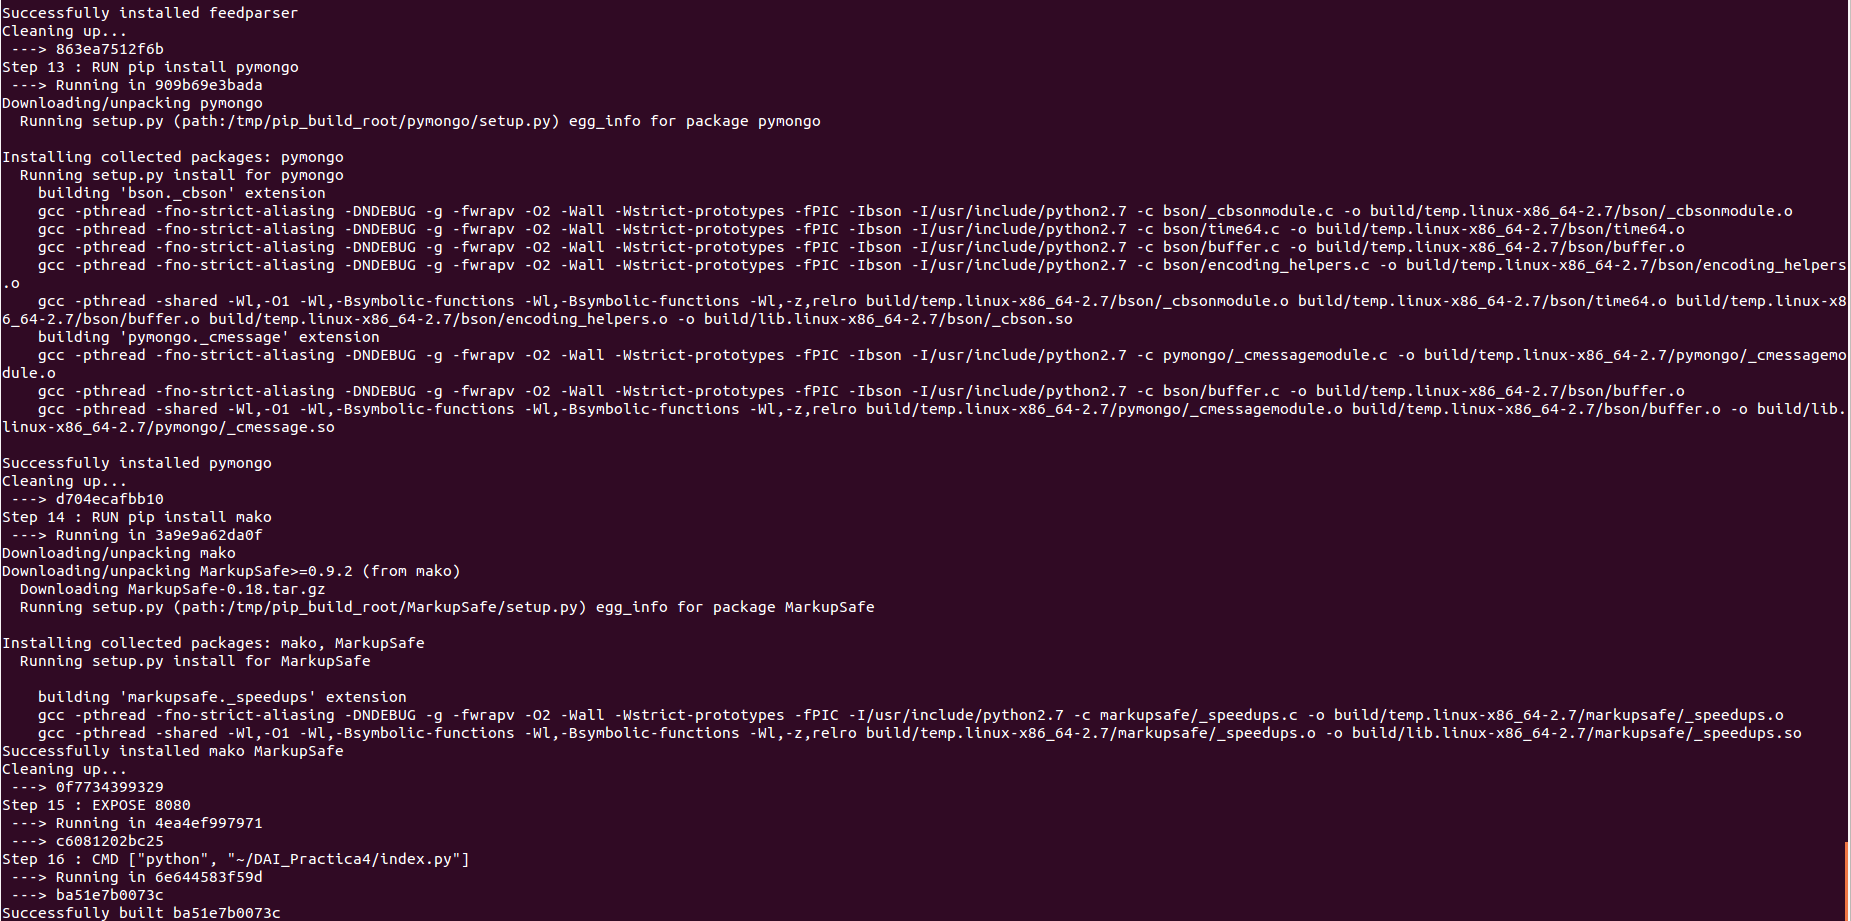 Successfully installed feedparser
Cleaning up...
 ---> 863ea7512f6b
Step 13 : RUN pip install pymongo
 ---> Running in 909b69e3bada
Downloading/unpacking pymongo
  Running setup.py (path:/tmp/pip_build_root/pymongo/setup.py) egg_info for package pymongo

Installing collected packages: pymongo
  Running setup.py install for pymongo
    building 'bson._cbson' extension
    gcc -pthread -fno-strict-aliasing -DNDEBUG -g -fwrapv -O2 -Wall -Wstrict-prototypes -fPIC -Ibson -I/usr/include/python2.7 -c bson/_cbsonmodule.c -o build/temp.linux-x86_64-2.7/bson/_cbsonmodule.o
    gcc -pthread -fno-strict-aliasing -DNDEBUG -g -fwrapv -O2 -Wall -Wstrict-prototypes -fPIC -Ibson -I/usr/include/python2.7 -c bson/time64.c -o build/temp.linux-x86_64-2.7/bson/time64.o
    gcc -pthread -fno-strict-aliasing -DNDEBUG -g -fwrapv -O2 -Wall -Wstrict-prototypes -fPIC -Ibson -I/usr/include/python2.7 -c bson/buffer.c -o build/temp.linux-x86_64-2.7/bson/buffer.o
    gcc -pthread -fno-strict-aliasing -DNDEBUG -g -fwrapv -O2 -Wall -Wstrict-prototypes -fPIC -Ibson -I/usr/include/python2.7 -c bson/encoding_helpers.c -o build/temp.linux-x86_64-2.7/bson/encoding_helpers
.o
    gcc -pthread -shared -Wl,-O1 -Wl,-Bsymbolic-functions -Wl,-Bsymbolic-functions -Wl,-z,relro build/temp.linux-x86_64-2.7/bson/_cbsonmodule.o build/temp.linux-x86_64-2.7/bson/time64.o build/temp.linux-x8
6_64-2.7/bson/buffer.o build/temp.linux-x86_64-2.7/bson/encoding_helpers.o -o build/lib.linux-x86_64-2.7/bson/_cbson.so
    building 'pymongo._cmessage' extension
    gcc -pthread -fno-strict-aliasing -DNDEBUG -g -fwrapv -O2 -Wall -Wstrict-prototypes -fPIC -Ibson -I/usr/include/python2.7 -c pymongo/_cmessagemodule.c -o build/temp.linux-x86_64-2.7/pymongo/_cmessagemo
dule.o
    gcc -pthread -fno-strict-aliasing -DNDEBUG -g -fwrapv -O2 -Wall -Wstrict-prototypes -fPIC -Ibson -I/usr/include/python2.7 -c bson/buffer.c -o build/temp.linux-x86_64-2.7/bson/buffer.o
    gcc -pthread -shared -Wl,-O1 -Wl,-Bsymbolic-functions -Wl,-Bsymbolic-functions -Wl,-z,relro build/temp.linux-x86_64-2.7/pymongo/_cmessagemodule.o build/temp.linux-x86_64-2.7/bson/buffer.o -o build/lib.
linux-x86_64-2.7/pymongo/_cmessage.so

Successfully installed pymongo
Cleaning up...
 ---> d704ecafbb10
Step 14 : RUN pip install mako
 ---> Running in 3a9e9a62da0f
Downloading/unpacking mako
Downloading/unpacking MarkupSafe>=0.9.2 (from mako)
  Downloading MarkupSafe-0.18.tar.gz
  Running setup.py (path:/tmp/pip_build_root/MarkupSafe/setup.py) egg_info for package MarkupSafe

Installing collected packages: mako, MarkupSafe
  Running setup.py install for MarkupSafe

    building 'markupsafe._speedups' extension
    gcc -pthread -fno-strict-aliasing -DNDEBUG -g -fwrapv -O2 -Wall -Wstrict-prototypes -fPIC -I/usr/include/python2.7 -c markupsafe/_speedups.c -o build/temp.linux-x86_64-2.7/markupsafe/_speedups.o
    gcc -pthread -shared -Wl,-O1 -Wl,-Bsymbolic-functions -Wl,-Bsymbolic-functions -Wl,-z,relro build/temp.linux-x86_64-2.7/markupsafe/_speedups.o -o build/lib.linux-x86_64-2.7/markupsafe/_speedups.so
Successfully installed mako MarkupSafe
Cleaning up...
 ---> 0f7734399329
Step 15 : EXPOSE 8080
 ---> Running in 4ea4ef997971
 ---> c6081202bc25
Step 16 : CMD ["python", "~/DAI_Practica4/index.py"]
 ---> Running in 6e644583f59d
 ---> ba51e7b0073c
Successfully built ba51e7b0073c